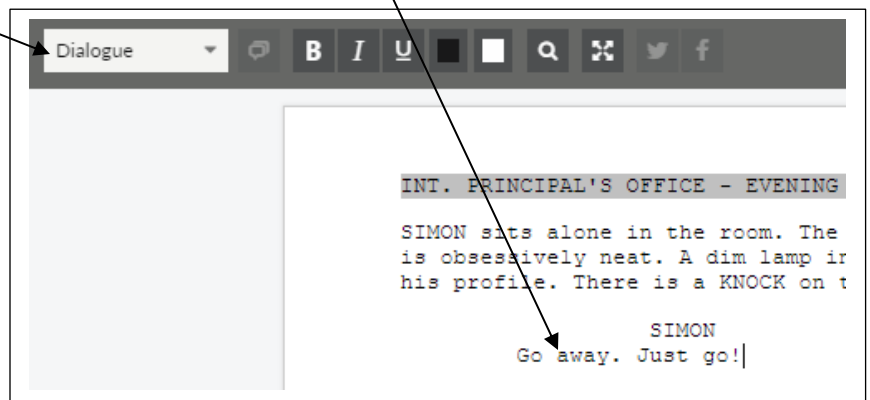 Dialogue B I U
INT. PRINCIPAL'S OFFICE - EVENING
SIMON sits alone in the room. The
is obsessively neat. A dim lamp
his profile. There is a KNOCK on
SIMON
Go away. Just go!